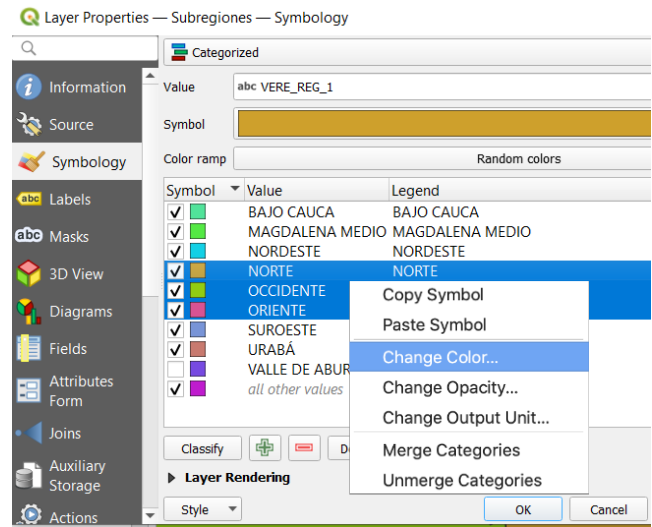 Layer Properties — Subregiones — Symbology
Information
Source
Symbology
Labels
Masks
3D View
Diagrams
Fields
Attributes
Form
Joins
Auxiliary
Storage
Actions
Categorized
Value abc VERE_REG_1
Symbol
Color ramp Random colors
Symbol Value Legend
BAJO CAUCA BAJO CAUCA
MAGDALENA MEDIO MAGDALENA MEDIO
NORDESTE NORDESTE
NORTE NORTE
OCCIDENTE
ORIENTE
SUROESTE
URABÁ
VALLE DE ABUR
all other values
Copy Symbol
Paste Symbol
Change Color...
Change Opacity...
Change Output Unit...
Merge Categories
Unmerge Categories
Classify
Layer Rendering
Style OK Cancel